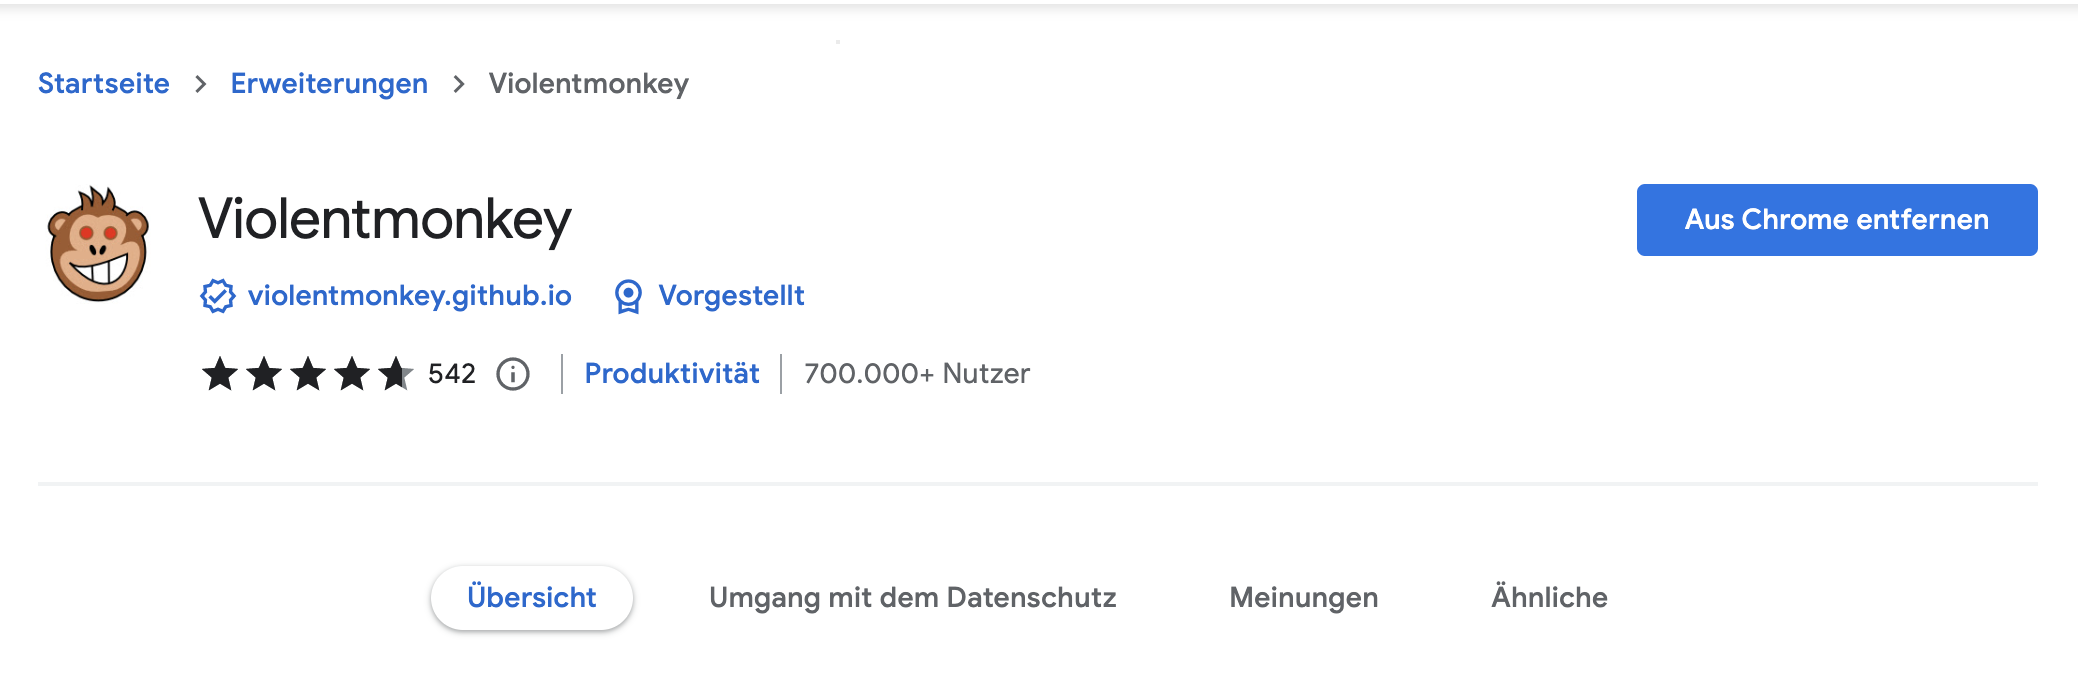 Startseite > Erweiterungen > Violentmonkey
Violentmonkey
Aus Chrome entfernen
violentmonkey.github.io Vorgestellt
542 Produktivität 700.000+ Nutzer
Übersicht Umgang mit dem Datenschutz Meinungen Ähnliche